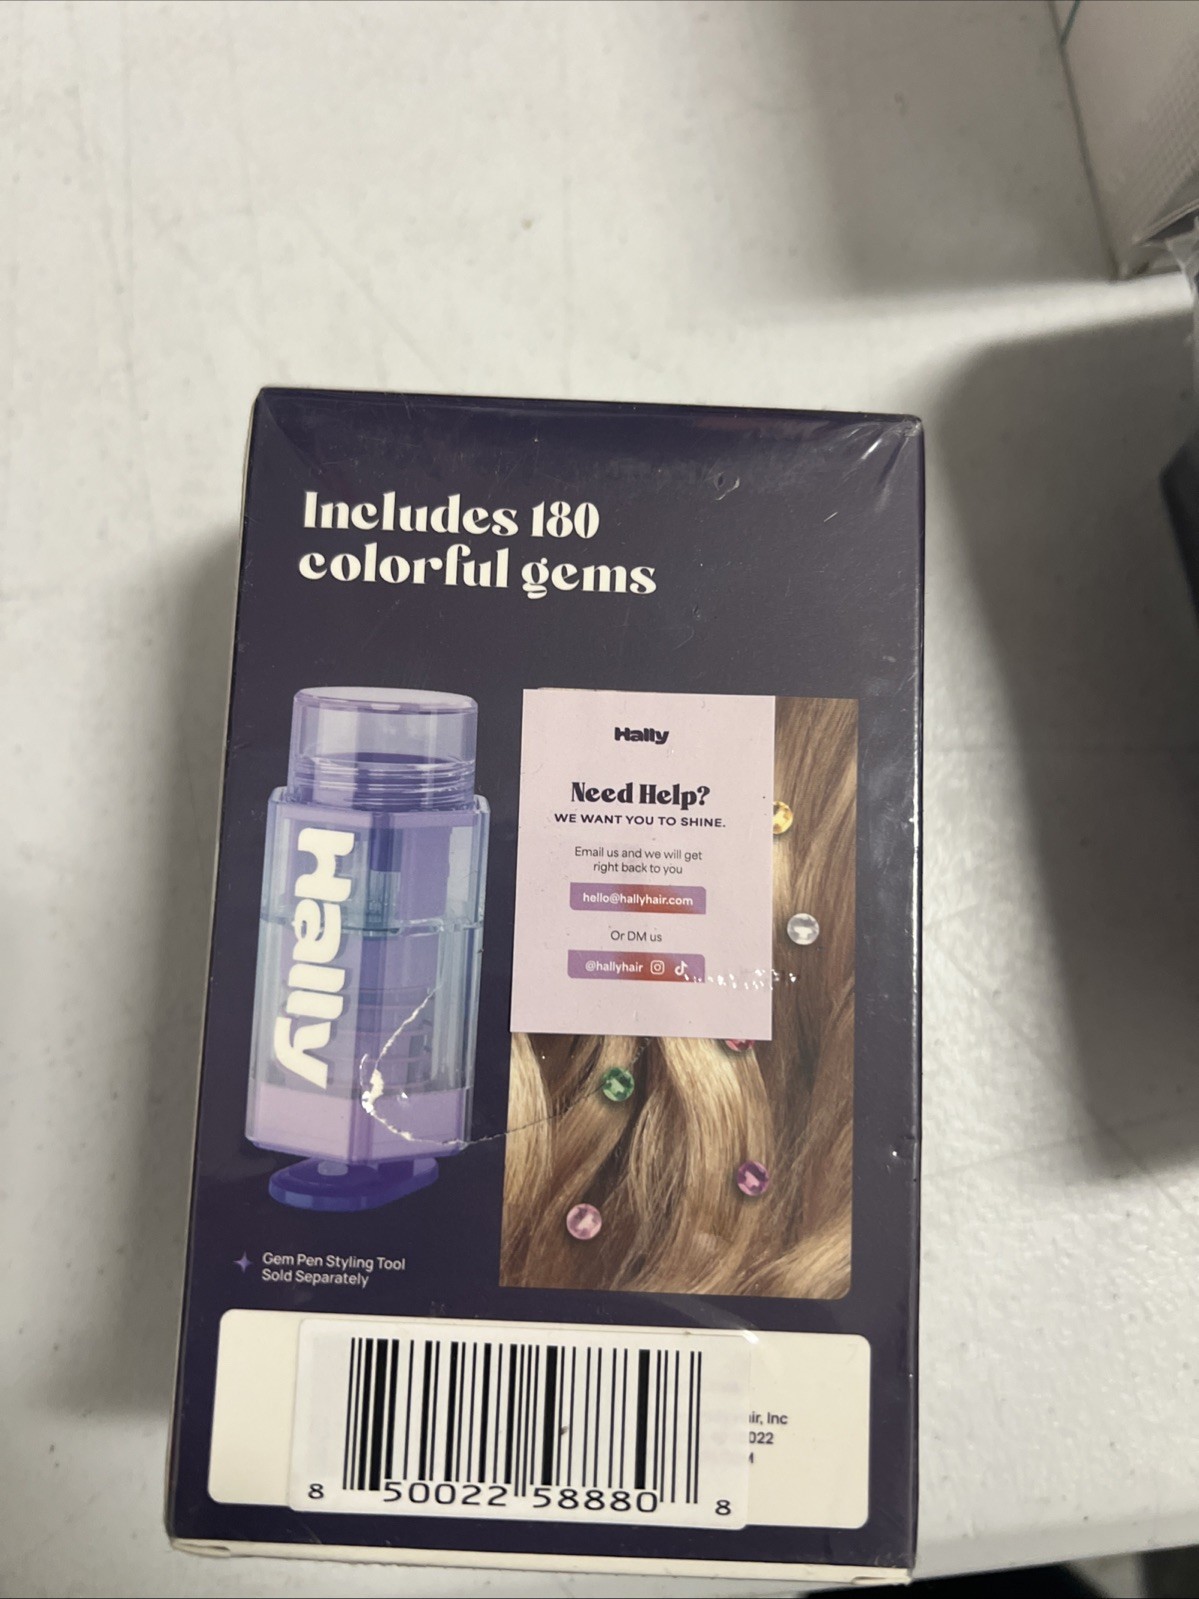 Includes 180
colorful gems
Hally
Hally
Need Help?
WE WANT YOU TO SHINE.
Email us and we will get
right back to you
hello@hallyhair.com
Or DM us
@hallyhair
Gem Pen Styling Tool
Sold Separately
8 50022 58880 8
Inc